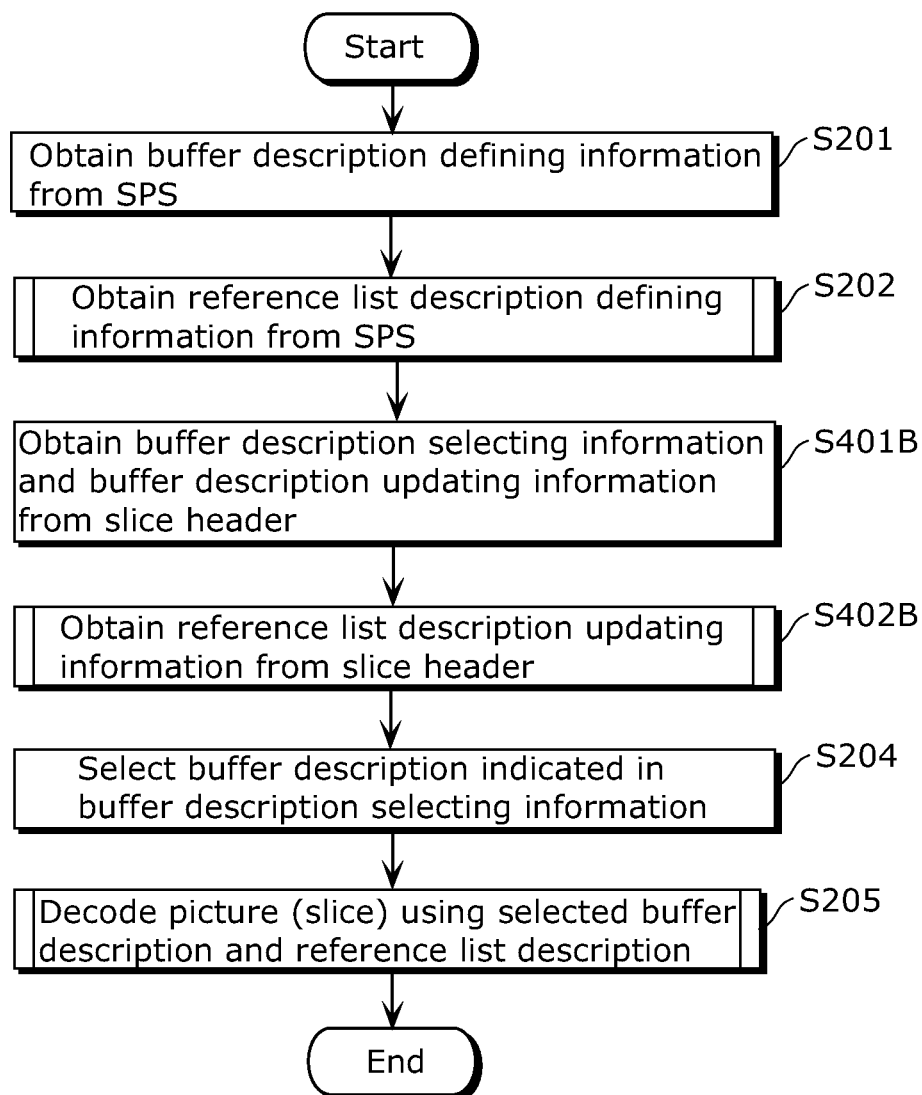 Start
S201
Obtain buffer description defining information
from SPS
S202
Obtain reference list description defining
information from SPS
S401B
Obtain buffer description selecting information
and buffer description updating information
from slice header
S402B
Obtain reference list description updating
information from slice header
S204
Select buffer description indicated in
buffer description selecting information
S205
Decode picture (slice) using selected buffer
description and reference list description
End